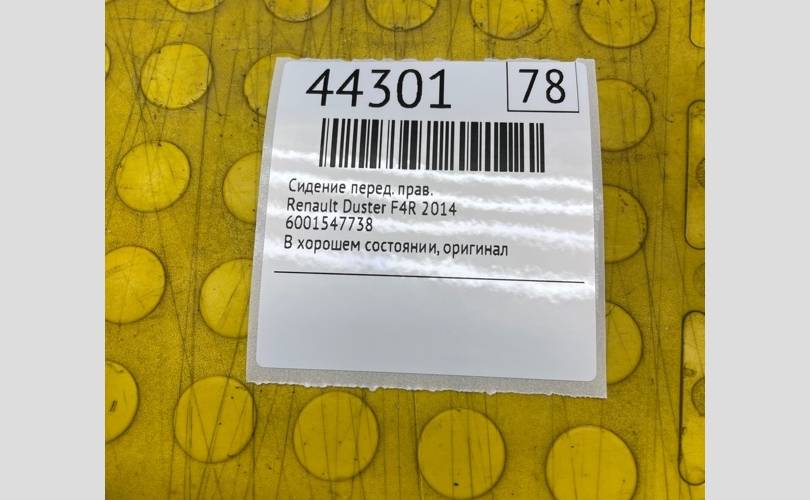 44301 78
Сидение перед. прав.
Renault Duster F4R 2014
6001547738
В хорошем состоянии, оригинал